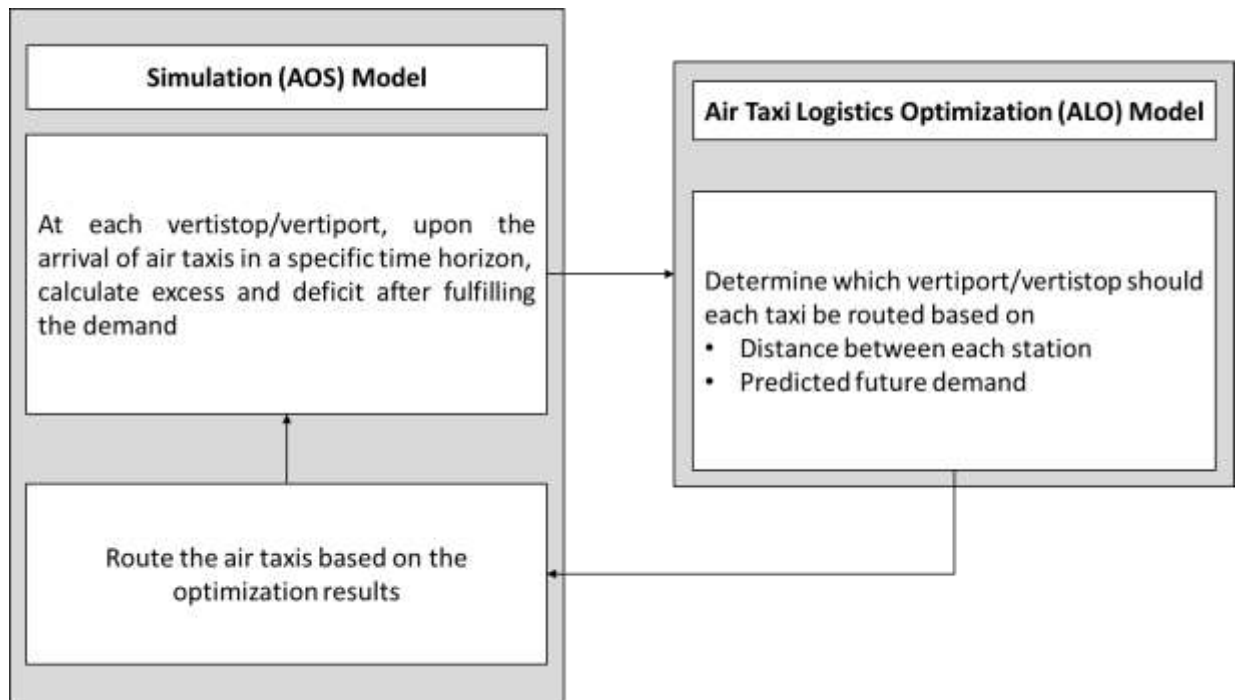 Simulation (AOS) Model
At each vertistop/vertiport, upon the
arrival of air taxis in a specific time horizon,
calculate excess and deficit after fulfilling
the demand
Route the air taxis based on the
optimization results
Air Taxi Logistics Optimization (ALO) Model
Determine which vertiport/vertistop should
each taxi be routed based on
• Distance between each station
• Predicted future demand